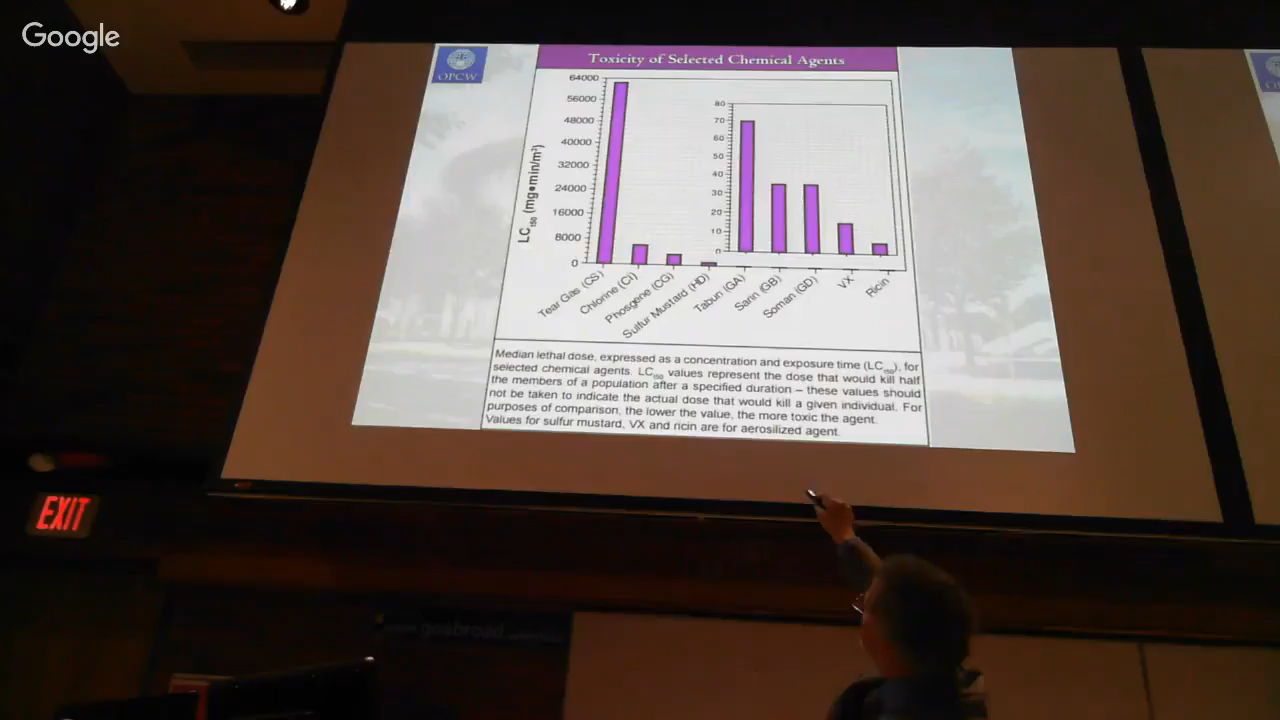 Google
OPCW
Toxicity of Selected Chemical Agents
64000
56000
48000
40000
32000
24000
16000
8000
0
LC₅₀ (mg•min/m³)
80
70
60
50
40
30
20
10
0
Tear Gas (CS)
Chlorine (Cl)
Phosgene (CG)
Sulfur Mustard (HD)
Tabun (GA)
Sarin (GB)
Soman (GD)
VX
Ricin
Median lethal dose, expressed as a concentration and exposure time (LC₅₀), for
selected chemical agents. LC₅₀ values represent the dose that would kill half
the members of a population after a specified duration – these values should
not be taken to indicate the actual dose that would kill a given individual. For
purposes of comparison, the lower the value, the more toxic the agent.
Values for sulfur mustard, VX and ricin are for aerosilized agent.
EXIT